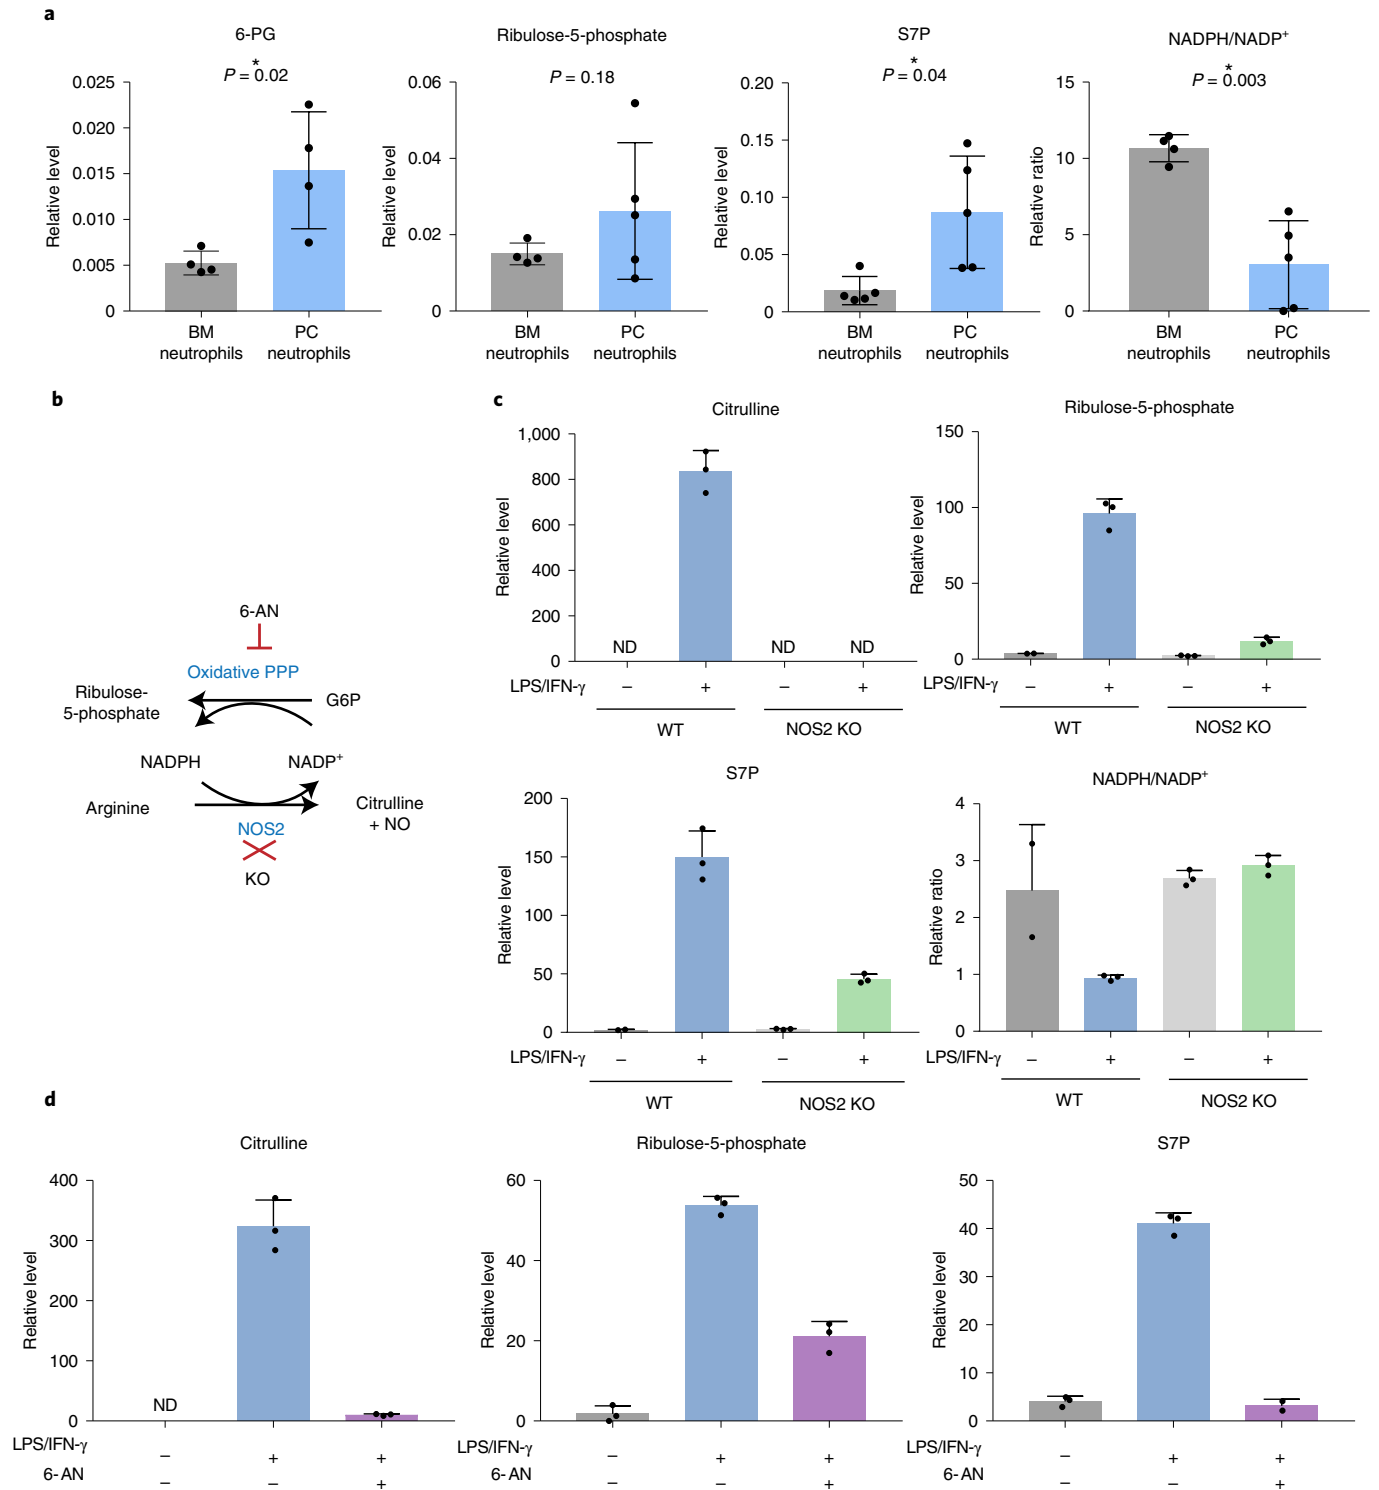 a
6-PG
*
P = 0.02
Relative level
0.025
0.020
0.015
0.010
0.005
0
BM
neutrophils
PC
neutrophils
Ribulose-5-phosphate
P = 0.18
Relative level
0.06
0.04
0.02
0
BM
neutrophils
PC
neutrophils
S7P
*
P = 0.04
Relative level
0.20
0.15
0.10
0.05
0
BM
neutrophils
PC
neutrophils
NADPH/NADP⁺
*
P = 0.003
Relative ratio
15
10
5
0
BM
neutrophils
PC
neutrophils
b
6-AN
Oxidative PPP
Ribulose-
5-phosphate
G6P
NADPH
NADP⁺
Arginine
Citrulline
+ NO
NOS2
KO
c
Citrulline
Relative level
1,000
800
600
400
200
0
ND
ND
ND
LPS/IFN-γ
–
+
–
+
WT
NOS2 KO
Ribulose-5-phosphate
Relative level
150
100
50
0
LPS/IFN-γ
–
+
–
+
WT
NOS2 KO
S7P
Relative level
200
150
100
50
0
LPS/IFN-γ
–
+
–
+
WT
NOS2 KO
NADPH/NADP⁺
Relative ratio
4
3
2
1
0
LPS/IFN-γ
–
+
–
+
WT
NOS2 KO
d
Citrulline
Relative level
400
300
200
100
0
ND
LPS/IFN-γ
–
+
+
6-AN
–
–
+
Ribulose-5-phosphate
Relative level
60
40
20
0
LPS/IFN-γ
–
+
+
6-AN
–
–
+
S7P
Relative level
50
40
30
20
10
0
LPS/IFN-γ
–
+
+
6-AN
–
–
+